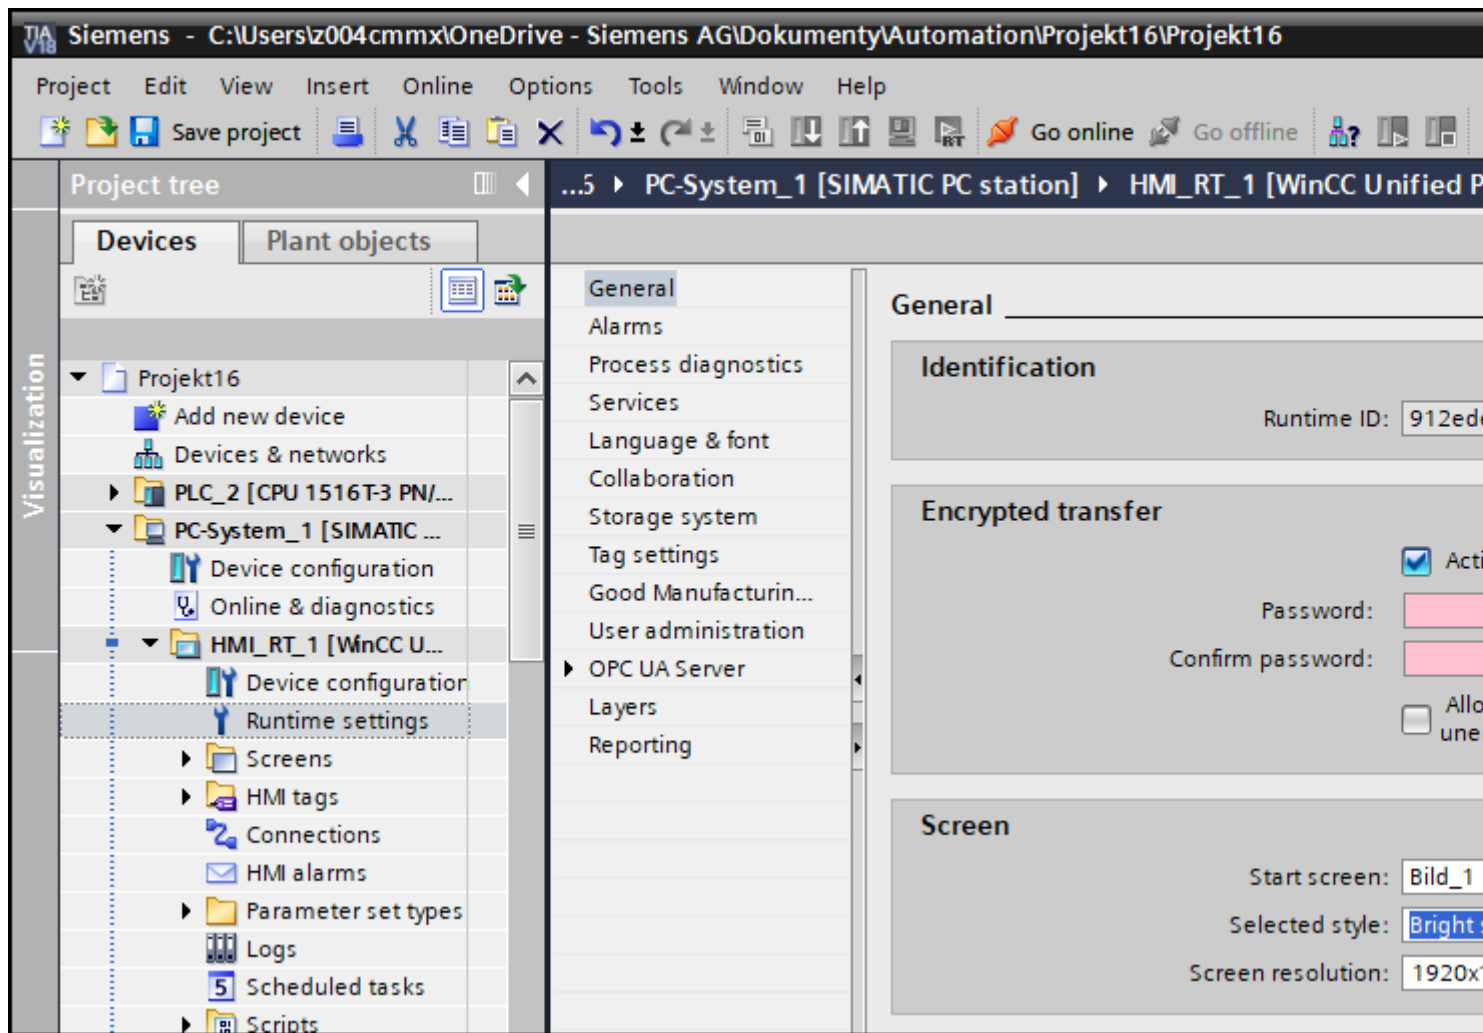 TIA V18 Siemens - C:\Users\z004cmmx\OneDrive - Siemens AG\Dokumenty\Automation\Projekt16\Projekt16
Project Edit View Insert Online Options Tools Window Help
Save project Go online Go offline
Project tree
...5 PC-System_1 [SIMATIC PC station] HMI_RT_1 [WinCC Unified P
Devices Plant objects
Visualization
Projekt16
Add new device
Devices & networks
PLC_2 [CPU 1516T-3 PN/...
PC-System_1 [SIMATIC ...
Device configuration
Online & diagnostics
HMI_RT_1 [WinCC U...
Device configuration
Runtime settings
Screens
HMI tags
Connections
HMI alarms
Parameter set types
Logs
5 Scheduled tasks
Scripts
General
Alarms
Process diagnostics
Services
Language & font
Collaboration
Storage system
Tag settings
Good Manufacturin...
User administration
OPC UA Server
Layers
Reporting
General
Identification
Runtime ID: 912ed
Encrypted transfer
Acti
Password:
Confirm password:
Allo
une
Screen
Start screen: Bild_1
Selected style: Bright
Screen resolution: 1920x